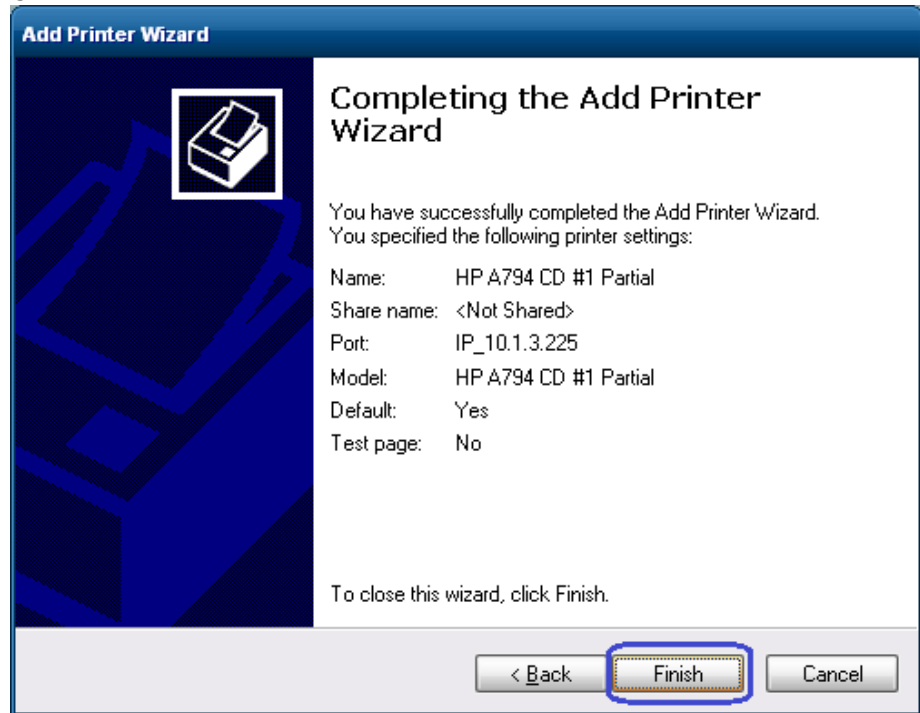 Add Printer Wizard
Completing the Add Printer
Wizard
You have successfully completed the Add Printer Wizard.
You specified the following printer settings:
Name: HP A794 CD #1 Partial
Share name: <Not Shared>
Port: IP_10.1.3.225
Model: HP A794 CD #1 Partial
Default: Yes
Test page: No
To close this wizard, click Finish.
< Back Finish Cancel